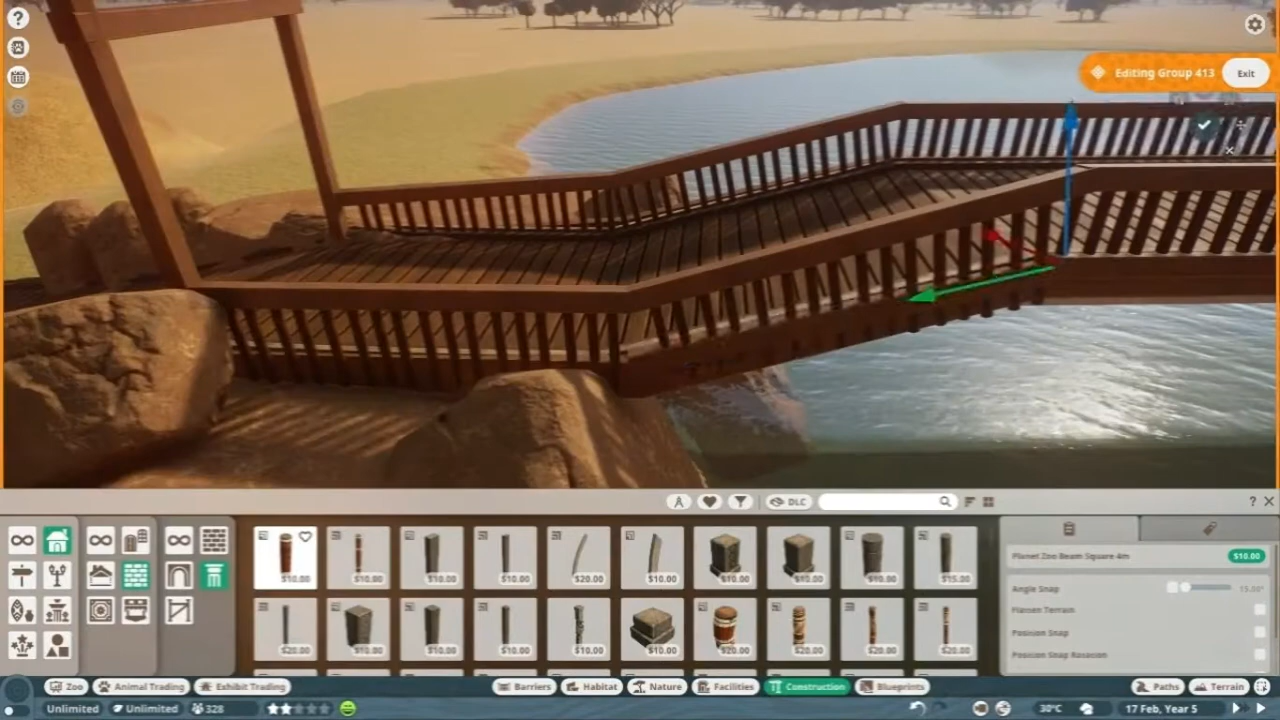 Editing Group 413
Exit
DLC
$10.00
$10.00
$10.00
$10.00
$20.00
$10.00
$10.00
$10.00
$10.00
$15.00
$20.00
$10.00
$10.00
$10.00
$10.00
$10.00
$20.00
$20.00
$20.00
$20.00
Planet Zoo Beam Square 4m
$10.00
Angle Snap
15.00°
Flatten Terrain
Position Snap
Position Snap Rotation
Zoo
Animal Trading
Exhibit Trading
Barriers
Habitat
Nature
Facilities
Construction
Blueprints
Paths
Terrain
Unlimited
Unlimited
328
30°C
17 Feb, Year 5